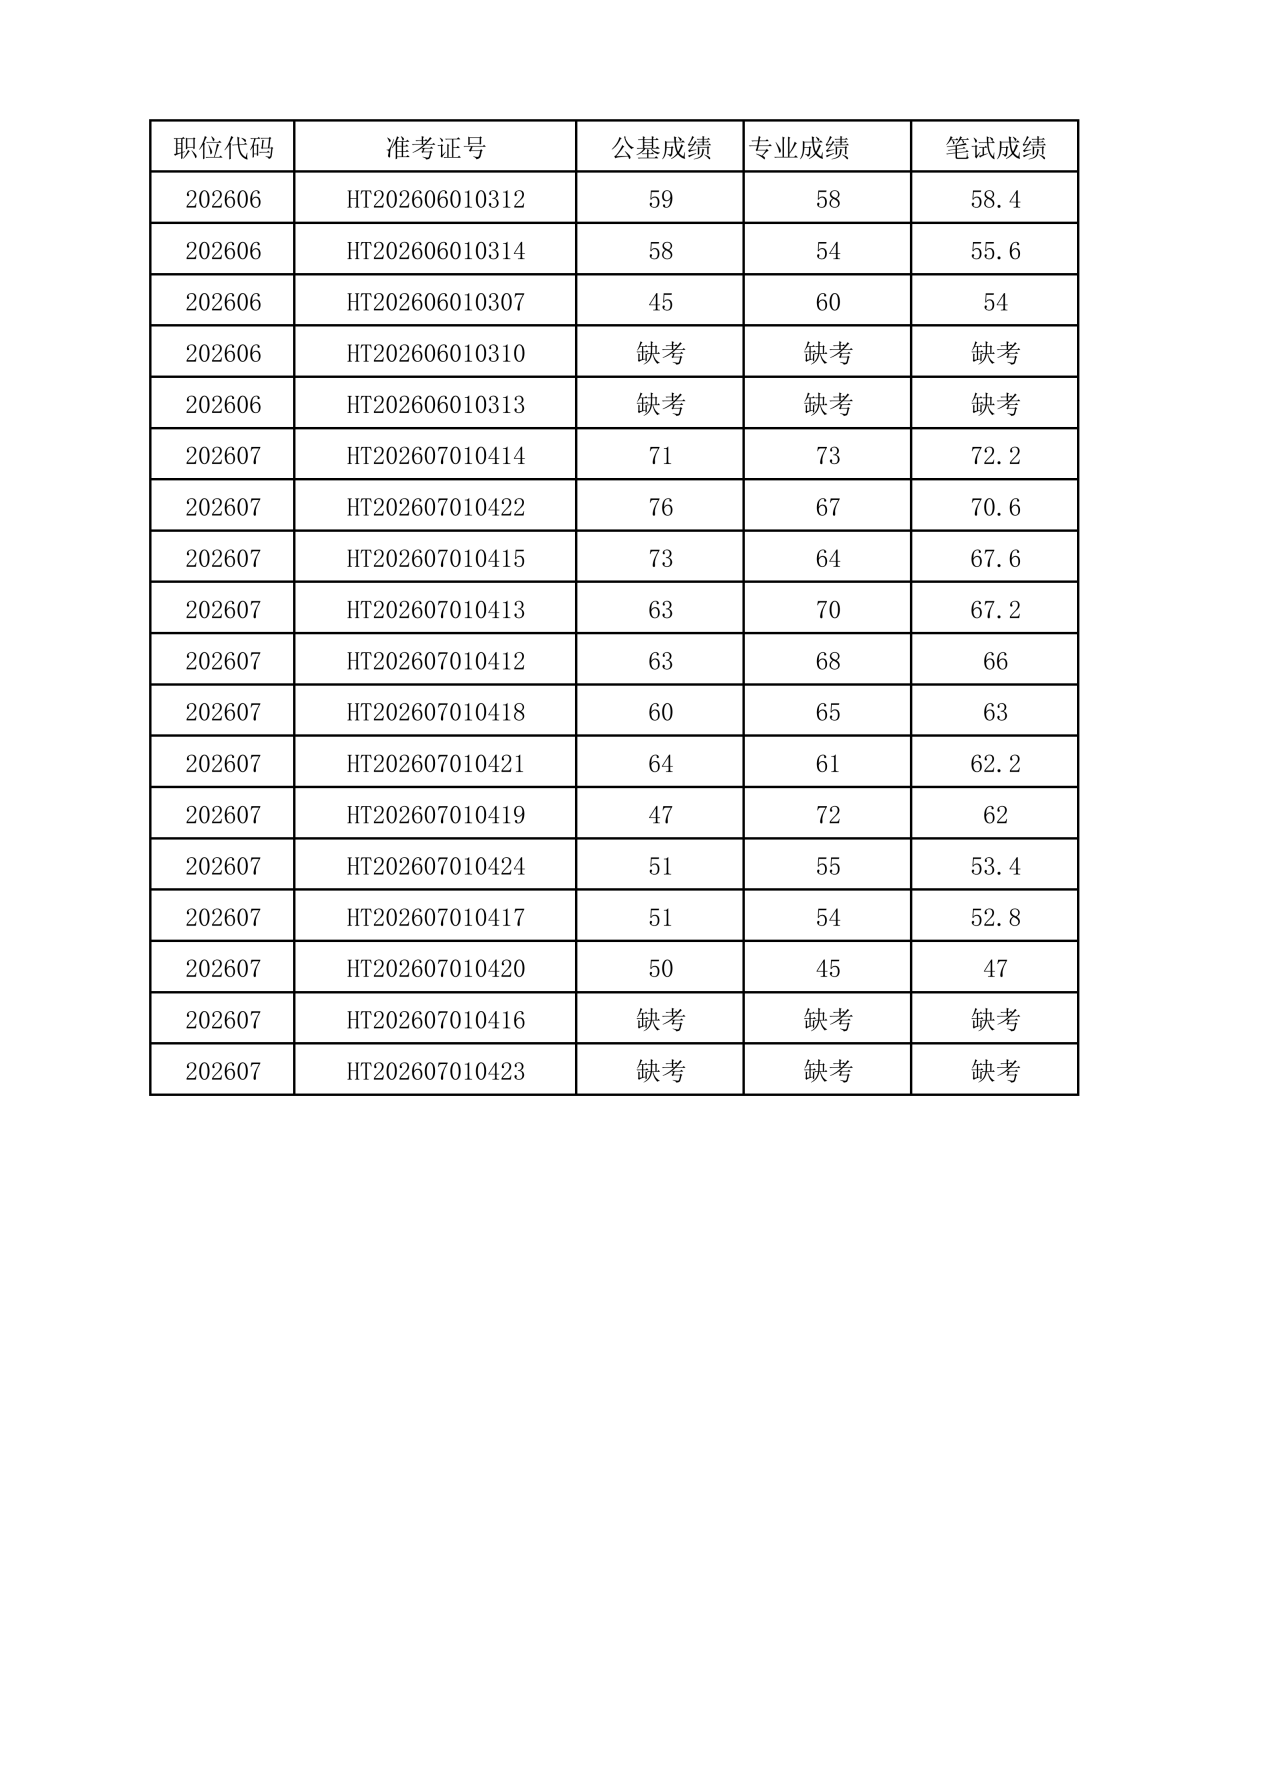 职位代码 准考证号 公基成绩 专业成绩 笔试成绩
202606 HT202606010312 59 58 58.4
202606 HT202606010314 58 54 55.6
202606 HT202606010307 45 60 54
202606 HT202606010310 缺考 缺考 缺考
202606 HT202606010313 缺考 缺考 缺考
202607 HT202607010414 71 73 72.2
202607 HT202607010422 76 67 70.6
202607 HT202607010415 73 64 67.6
202607 HT202607010413 63 70 67.2
202607 HT202607010412 63 68 66
202607 HT202607010418 60 65 63
202607 HT202607010421 64 61 62.2
202607 HT202607010419 47 72 62
202607 HT202607010424 51 55 53.4
202607 HT202607010417 51 54 52.8
202607 HT202607010420 50 45 47
202607 HT202607010416 缺考 缺考 缺考
202607 HT202607010423 缺考 缺考 缺考